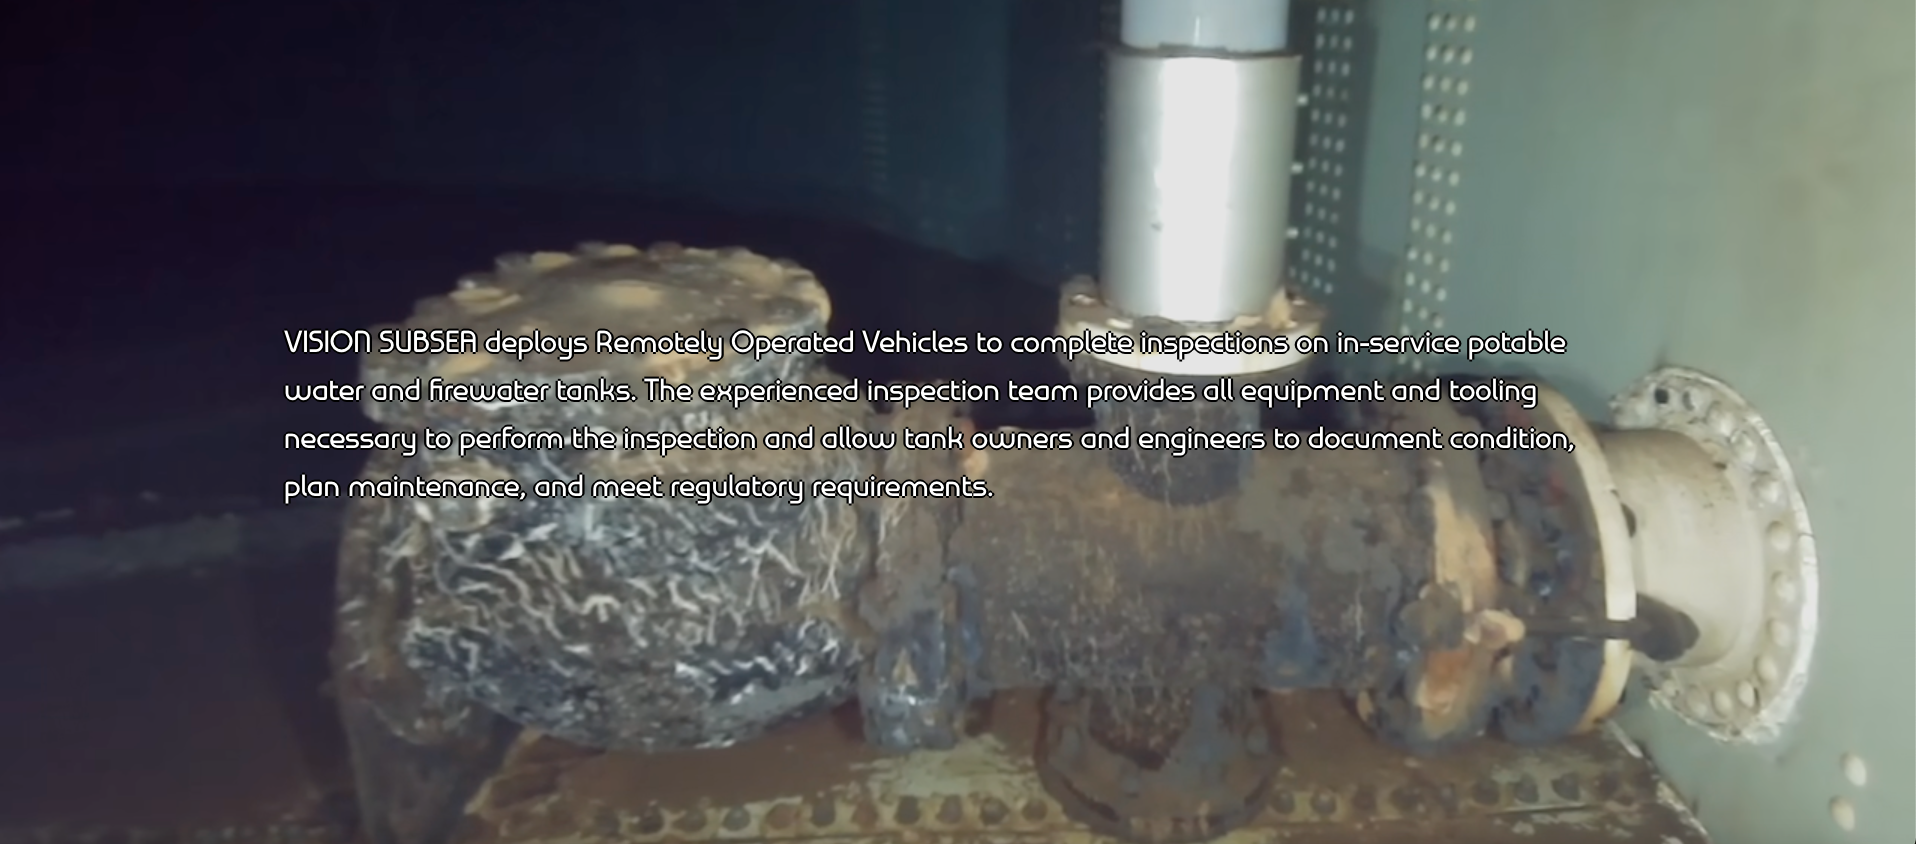 VISION SUBSEA deploys Remotely Operated Vehicles to complete inspections on in-service potable
water and firewater tanks. The experienced inspection team provides all equipment and tooling
necessary to perform the inspection and allow tank owners and engineers to document condition,
plan maintenance, and meet regulatory requirements.